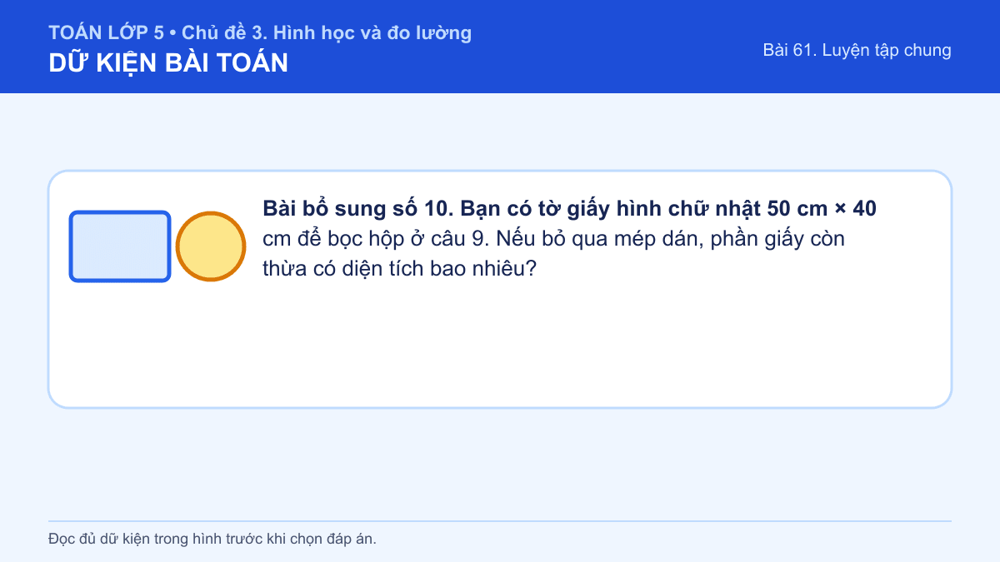 TOÁN LỚP 5 • Chủ đề 3. Hình học và đo lường
DỮ KIỆN BÀI TOÁN
Bài 61. Luyện tập chung
Bài bổ sung số 10. Bạn có tờ giấy hình chữ nhật 50 cm × 40
cm để bọc hộp ở câu 9. Nếu bỏ qua mép dán, phần giấy còn
thừa có diện tích bao nhiêu?
Đọc đủ dữ kiện trong hình trước khi chọn đáp án.